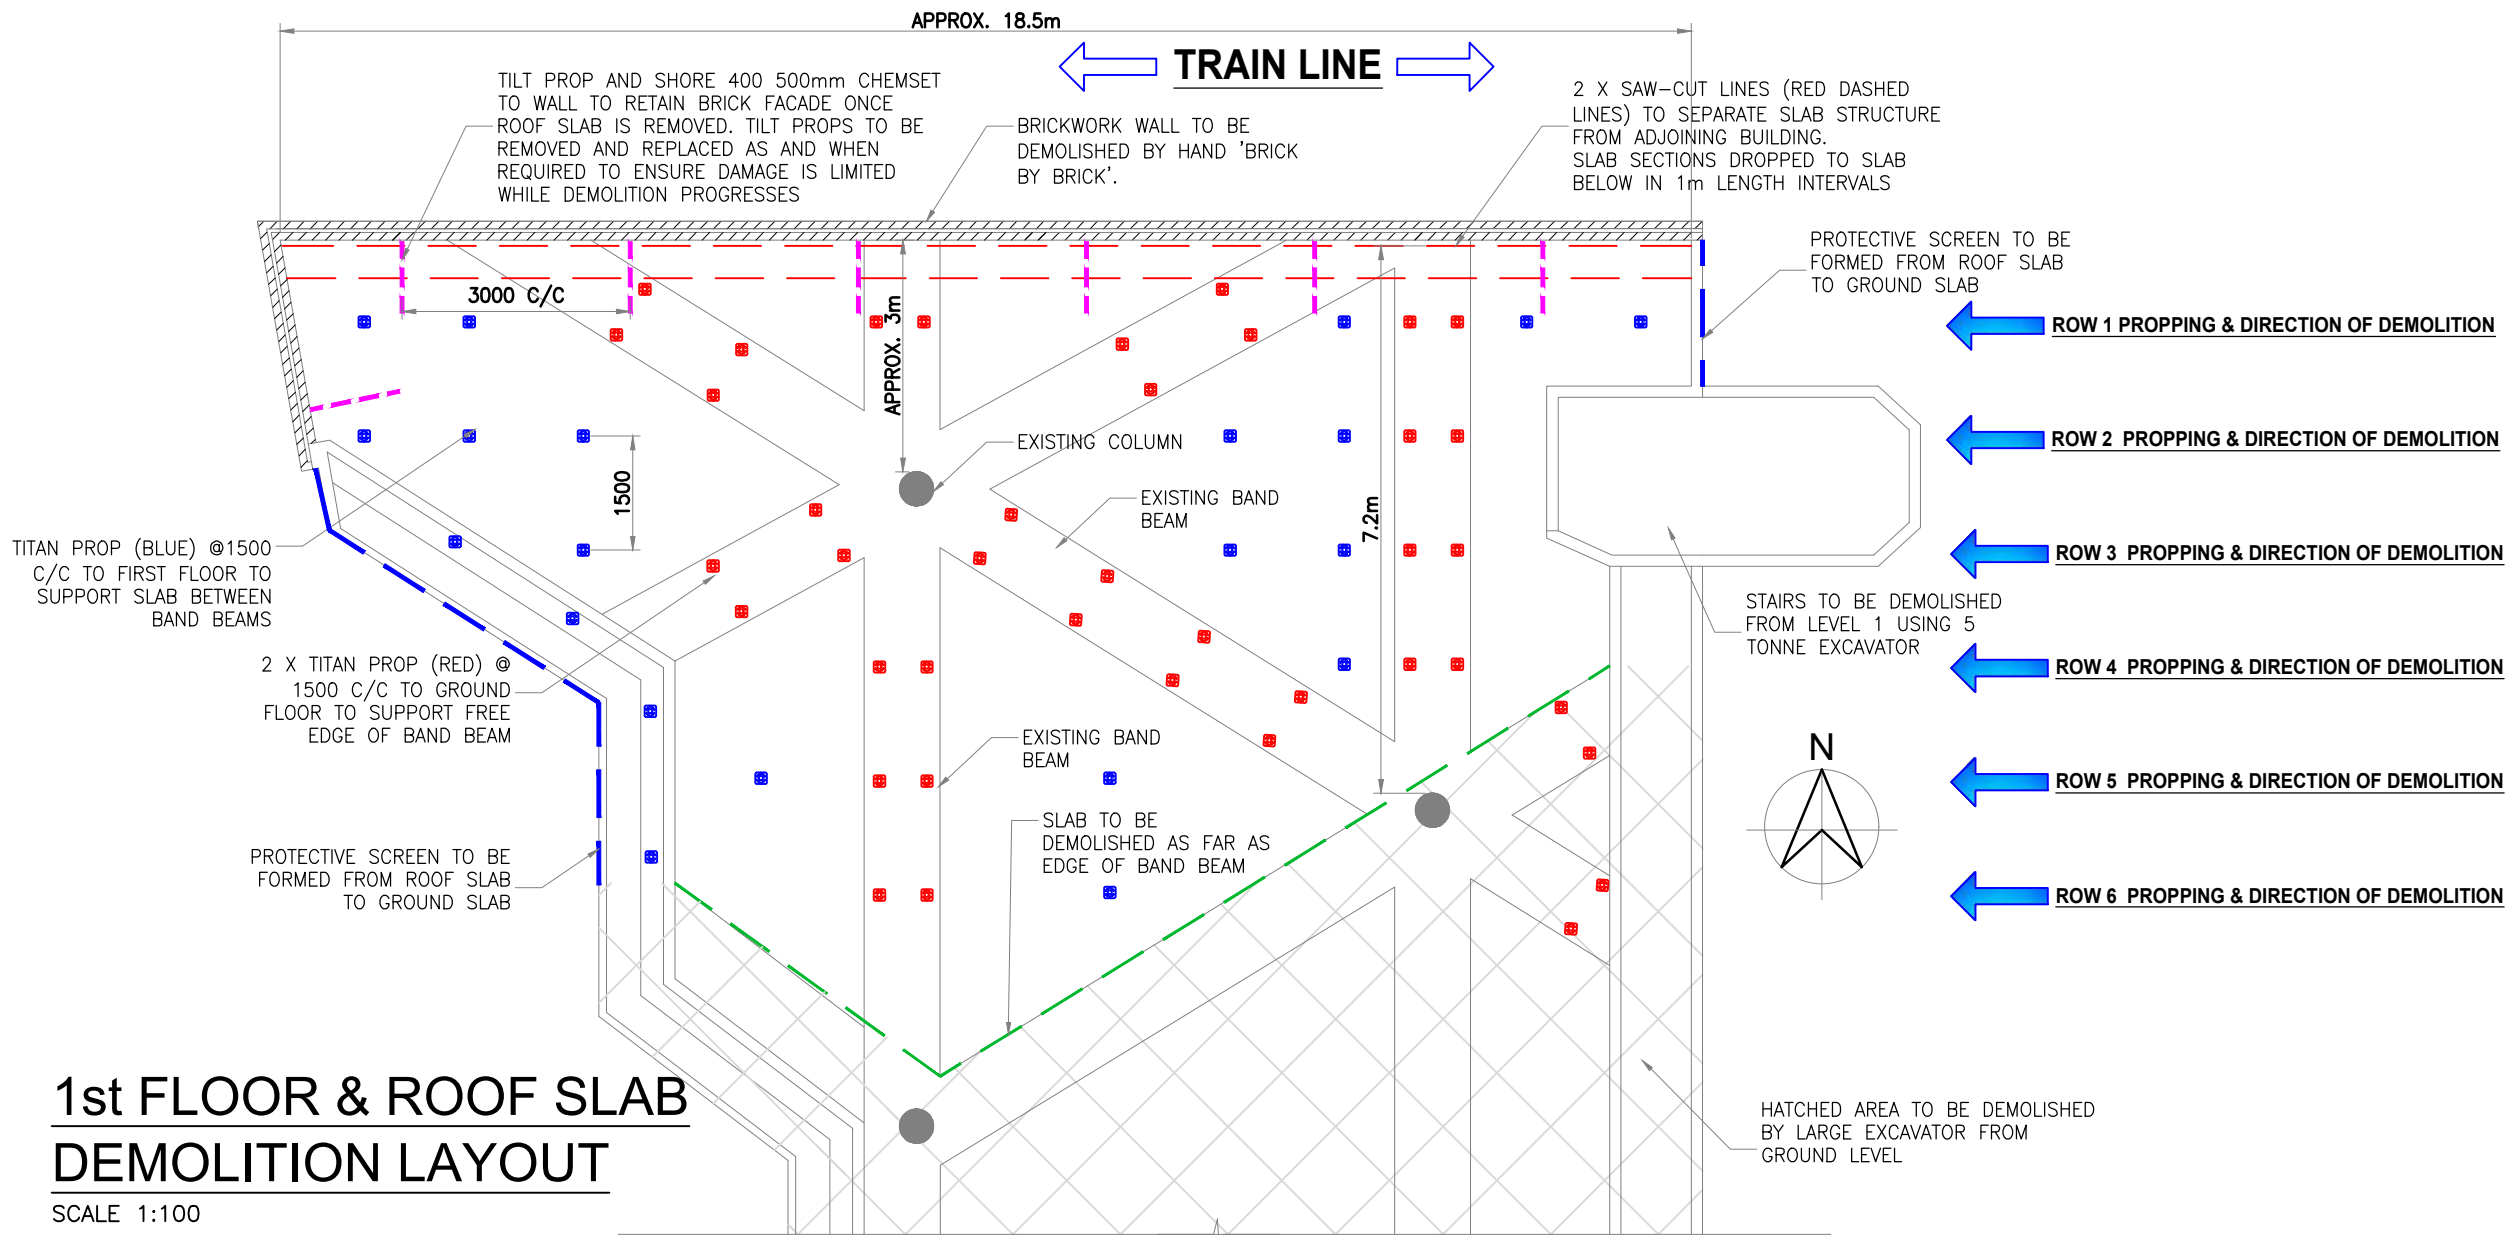 APPROX. 18.5m
TRAIN LINE
TILT PROP AND SHORE 400 500mm CHEMSET
TO WALL TO RETAIN BRICK FACADE ONCE
ROOF SLAB IS REMOVED. TILT PROPS TO BE
REMOVED AND REPLACED AS AND WHEN
REQUIRED TO ENSURE DAMAGE IS LIMITED
WHILE DEMOLITION PROGRESSES
BRICKWORK WALL TO BE
DEMOLISHED BY HAND 'BRICK
BY BRICK'.
2 X SAW-CUT LINES (RED DASHED
LINES) TO SEPARATE SLAB STRUCTURE
FROM ADJOINING BUILDING.
SLAB SECTIONS DROPPED TO SLAB
BELOW IN 1m LENGTH INTERVALS
PROTECTIVE SCREEN TO BE
FORMED FROM ROOF SLAB
TO GROUND SLAB
3000 C/C
APPROX. 3m
ROW 1 PROPPING & DIRECTION OF DEMOLITION
ROW 2 PROPPING & DIRECTION OF DEMOLITION
EXISTING COLUMN
1500
EXISTING BAND
BEAM
7.2m
TITAN PROP (BLUE) @1500
C/C TO FIRST FLOOR TO
SUPPORT SLAB BETWEEN
BAND BEAMS
ROW 3 PROPPING & DIRECTION OF DEMOLITION
STAIRS TO BE DEMOLISHED
FROM LEVEL 1 USING 5
TONNE EXCAVATOR
2 X TITAN PROP (RED) @
1500 C/C TO GROUND
FLOOR TO SUPPORT FREE
EDGE OF BAND BEAM
ROW 4 PROPPING & DIRECTION OF DEMOLITION
EXISTING BAND
BEAM
N
ROW 5 PROPPING & DIRECTION OF DEMOLITION
SLAB TO BE
DEMOLISHED AS FAR AS
EDGE OF BAND BEAM
PROTECTIVE SCREEN TO BE
FORMED FROM ROOF SLAB
TO GROUND SLAB
ROW 6 PROPPING & DIRECTION OF DEMOLITION
1st FLOOR & ROOF SLAB
DEMOLITION LAYOUT
SCALE 1:100
HATCHED AREA TO BE DEMOLISHED
BY LARGE EXCAVATOR FROM
GROUND LEVEL